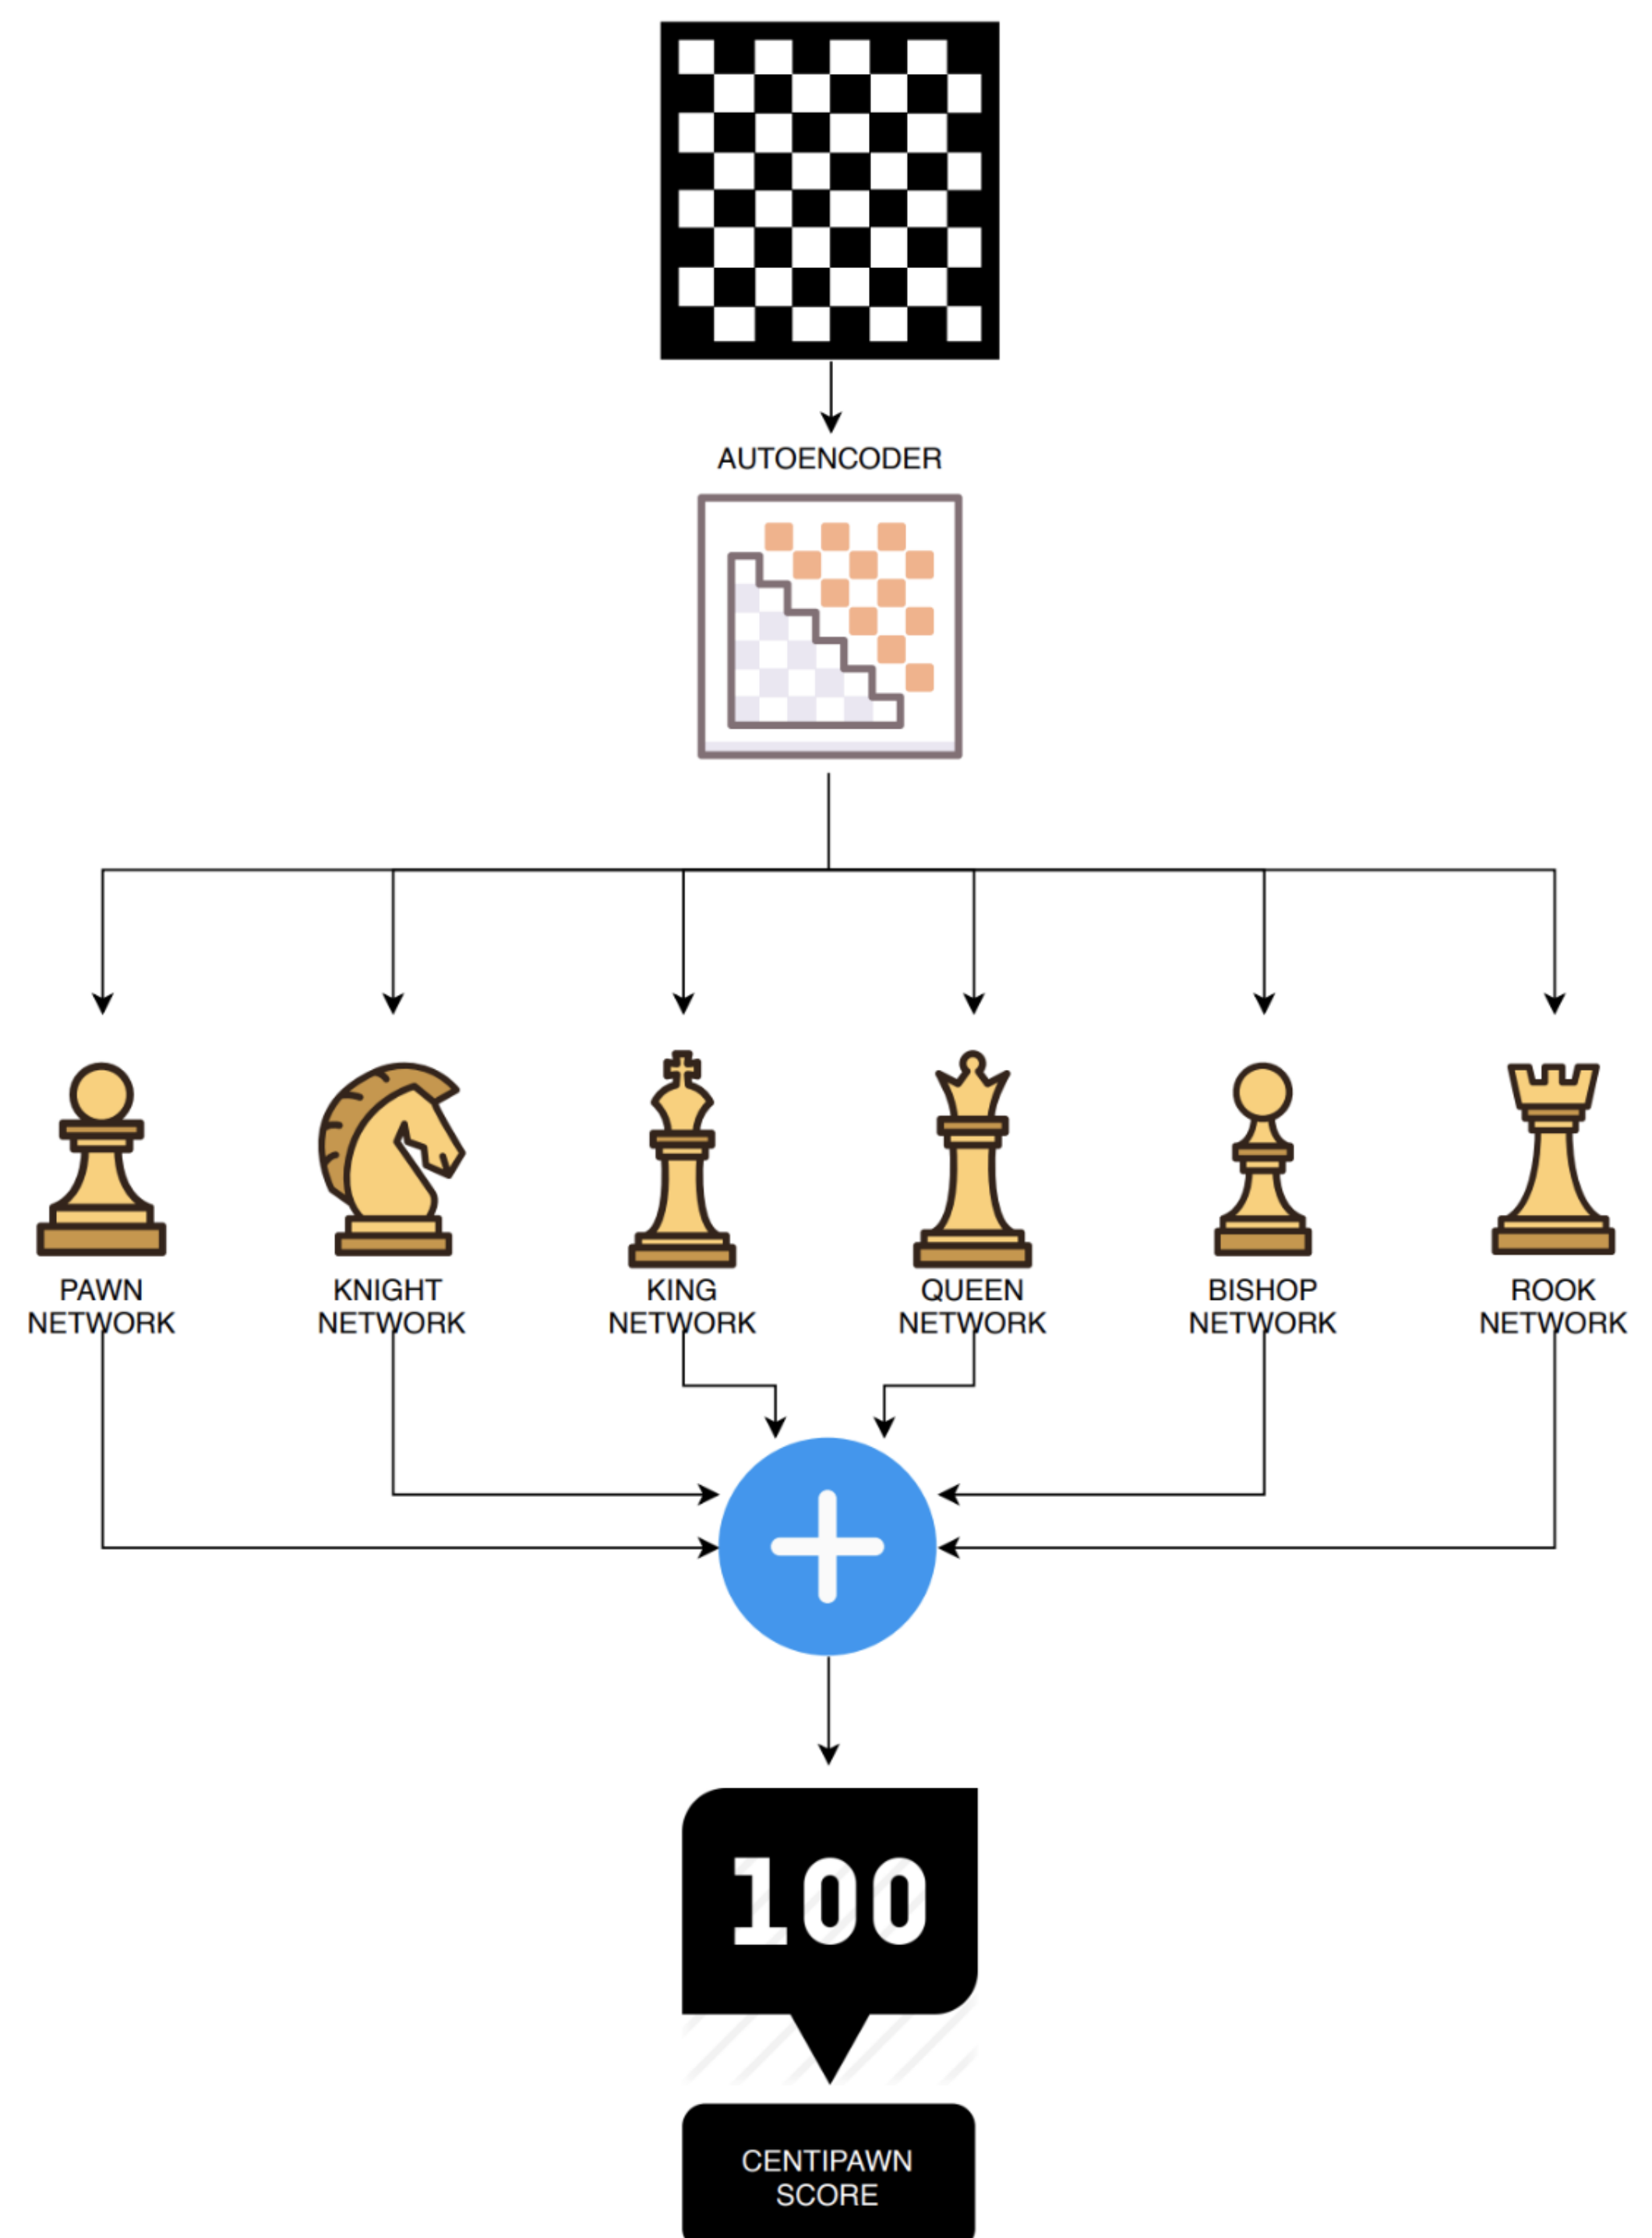 AUTOENCODER
PAWN
NETWORK
KNIGHT
NETWORK
KING
NETWORK
QUEEN
NETWORK
BISHOP
NETWORK
ROOK
NETWORK
100
CENTIPAWN
SCORE